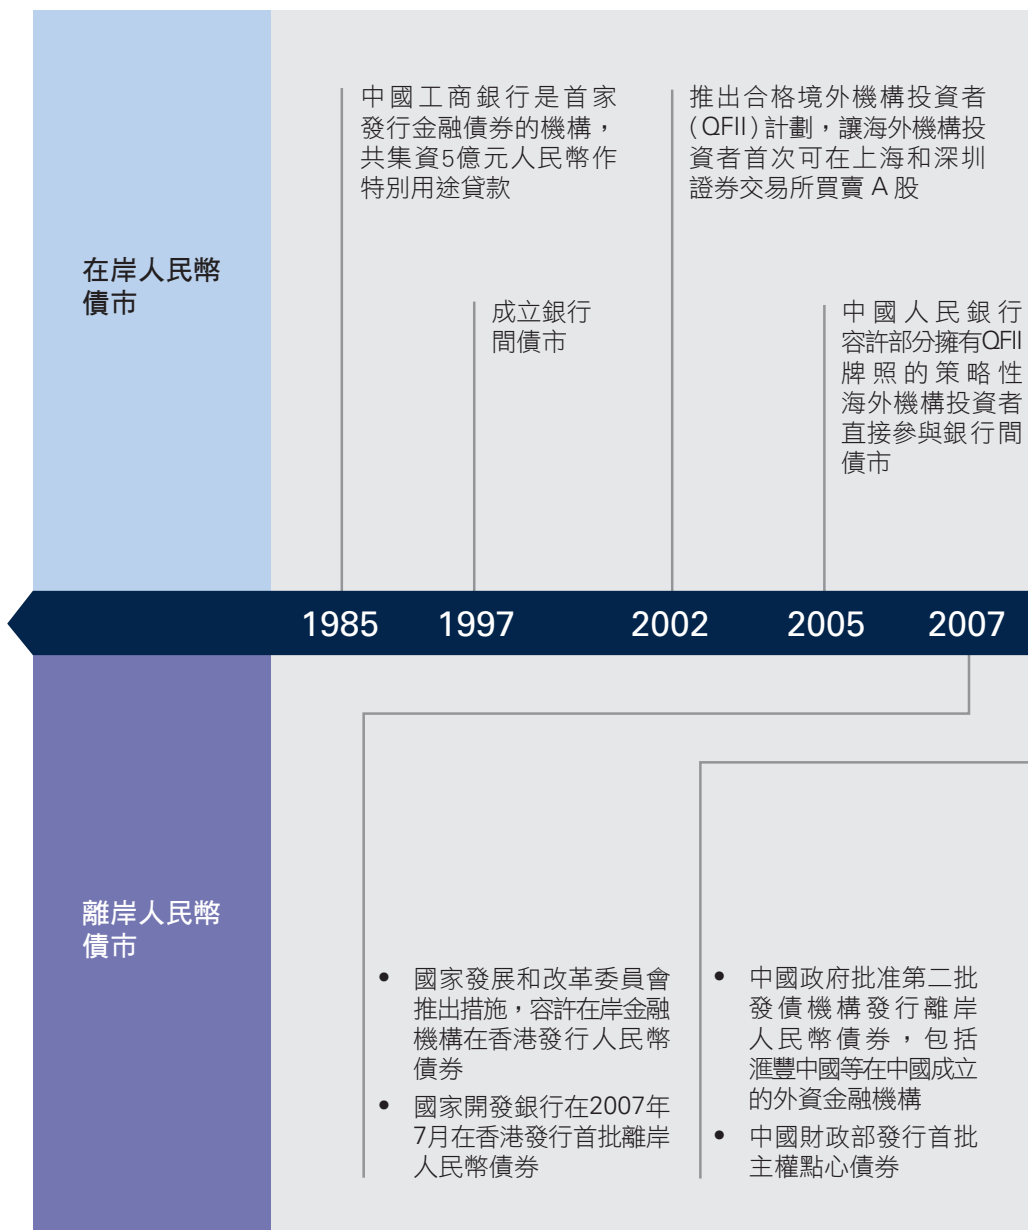 中國工商銀行是首家
發行金融債券的機構，
共集資5億元人民幣作
特別用途貸款
推出合格境外機構投資者
(QFII)計劃，讓海外機構投
資者首次可在上海和深圳
證券交易所買賣 A 股
在岸人民幣
債市
成立銀行
間債市
中國人民銀行
容許部分擁有QFII
牌照的策略性
海外機構投資者
直接參與銀行間
債市
1985 1997 2002 2005 2007
離岸人民幣
債市
• 國家發展和改革委員會
推出措施，容許在岸金融
機構在香港發行人民幣
債券
• 國家開發銀行在2007年
7月在香港發行首批離岸
人民幣債券
• 中國政府批准第二批
發債機構發行離岸
人民幣債券，包括
滙豐中國等在中國成立
的外資金融機構
• 中國財政部發行首批
主權點心債券